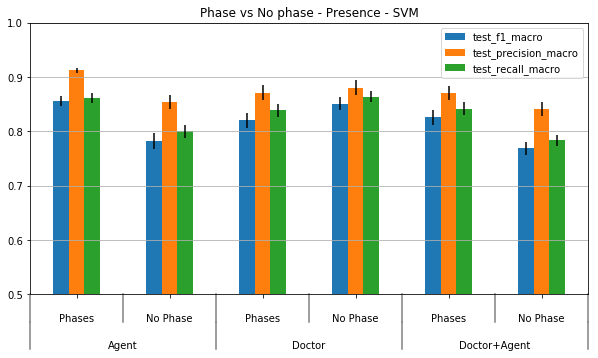 Phase vs No phase - Presence - SVM
1.0
0.9
0.8
0.7
0.6
0.5
test_f1_macro
test_precision_macro
test_recall_macro
Phases No Phase Phases No Phase Phases No Phase
Agent Doctor Doctor+Agent